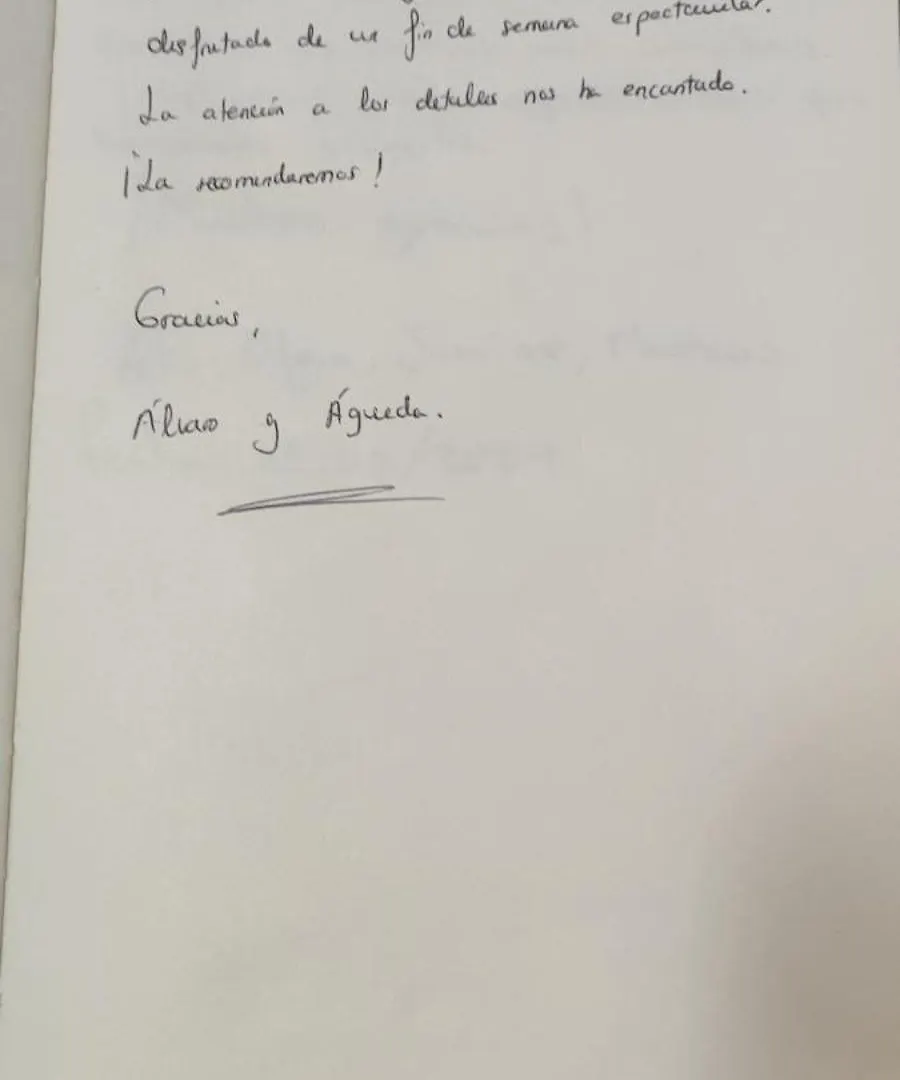 disfrutado de un fin de semana espectacular.
La atención a los detalles nos ha encantado.
¡La recomendaremos!
Gracias,
Álvaro y Águeda.